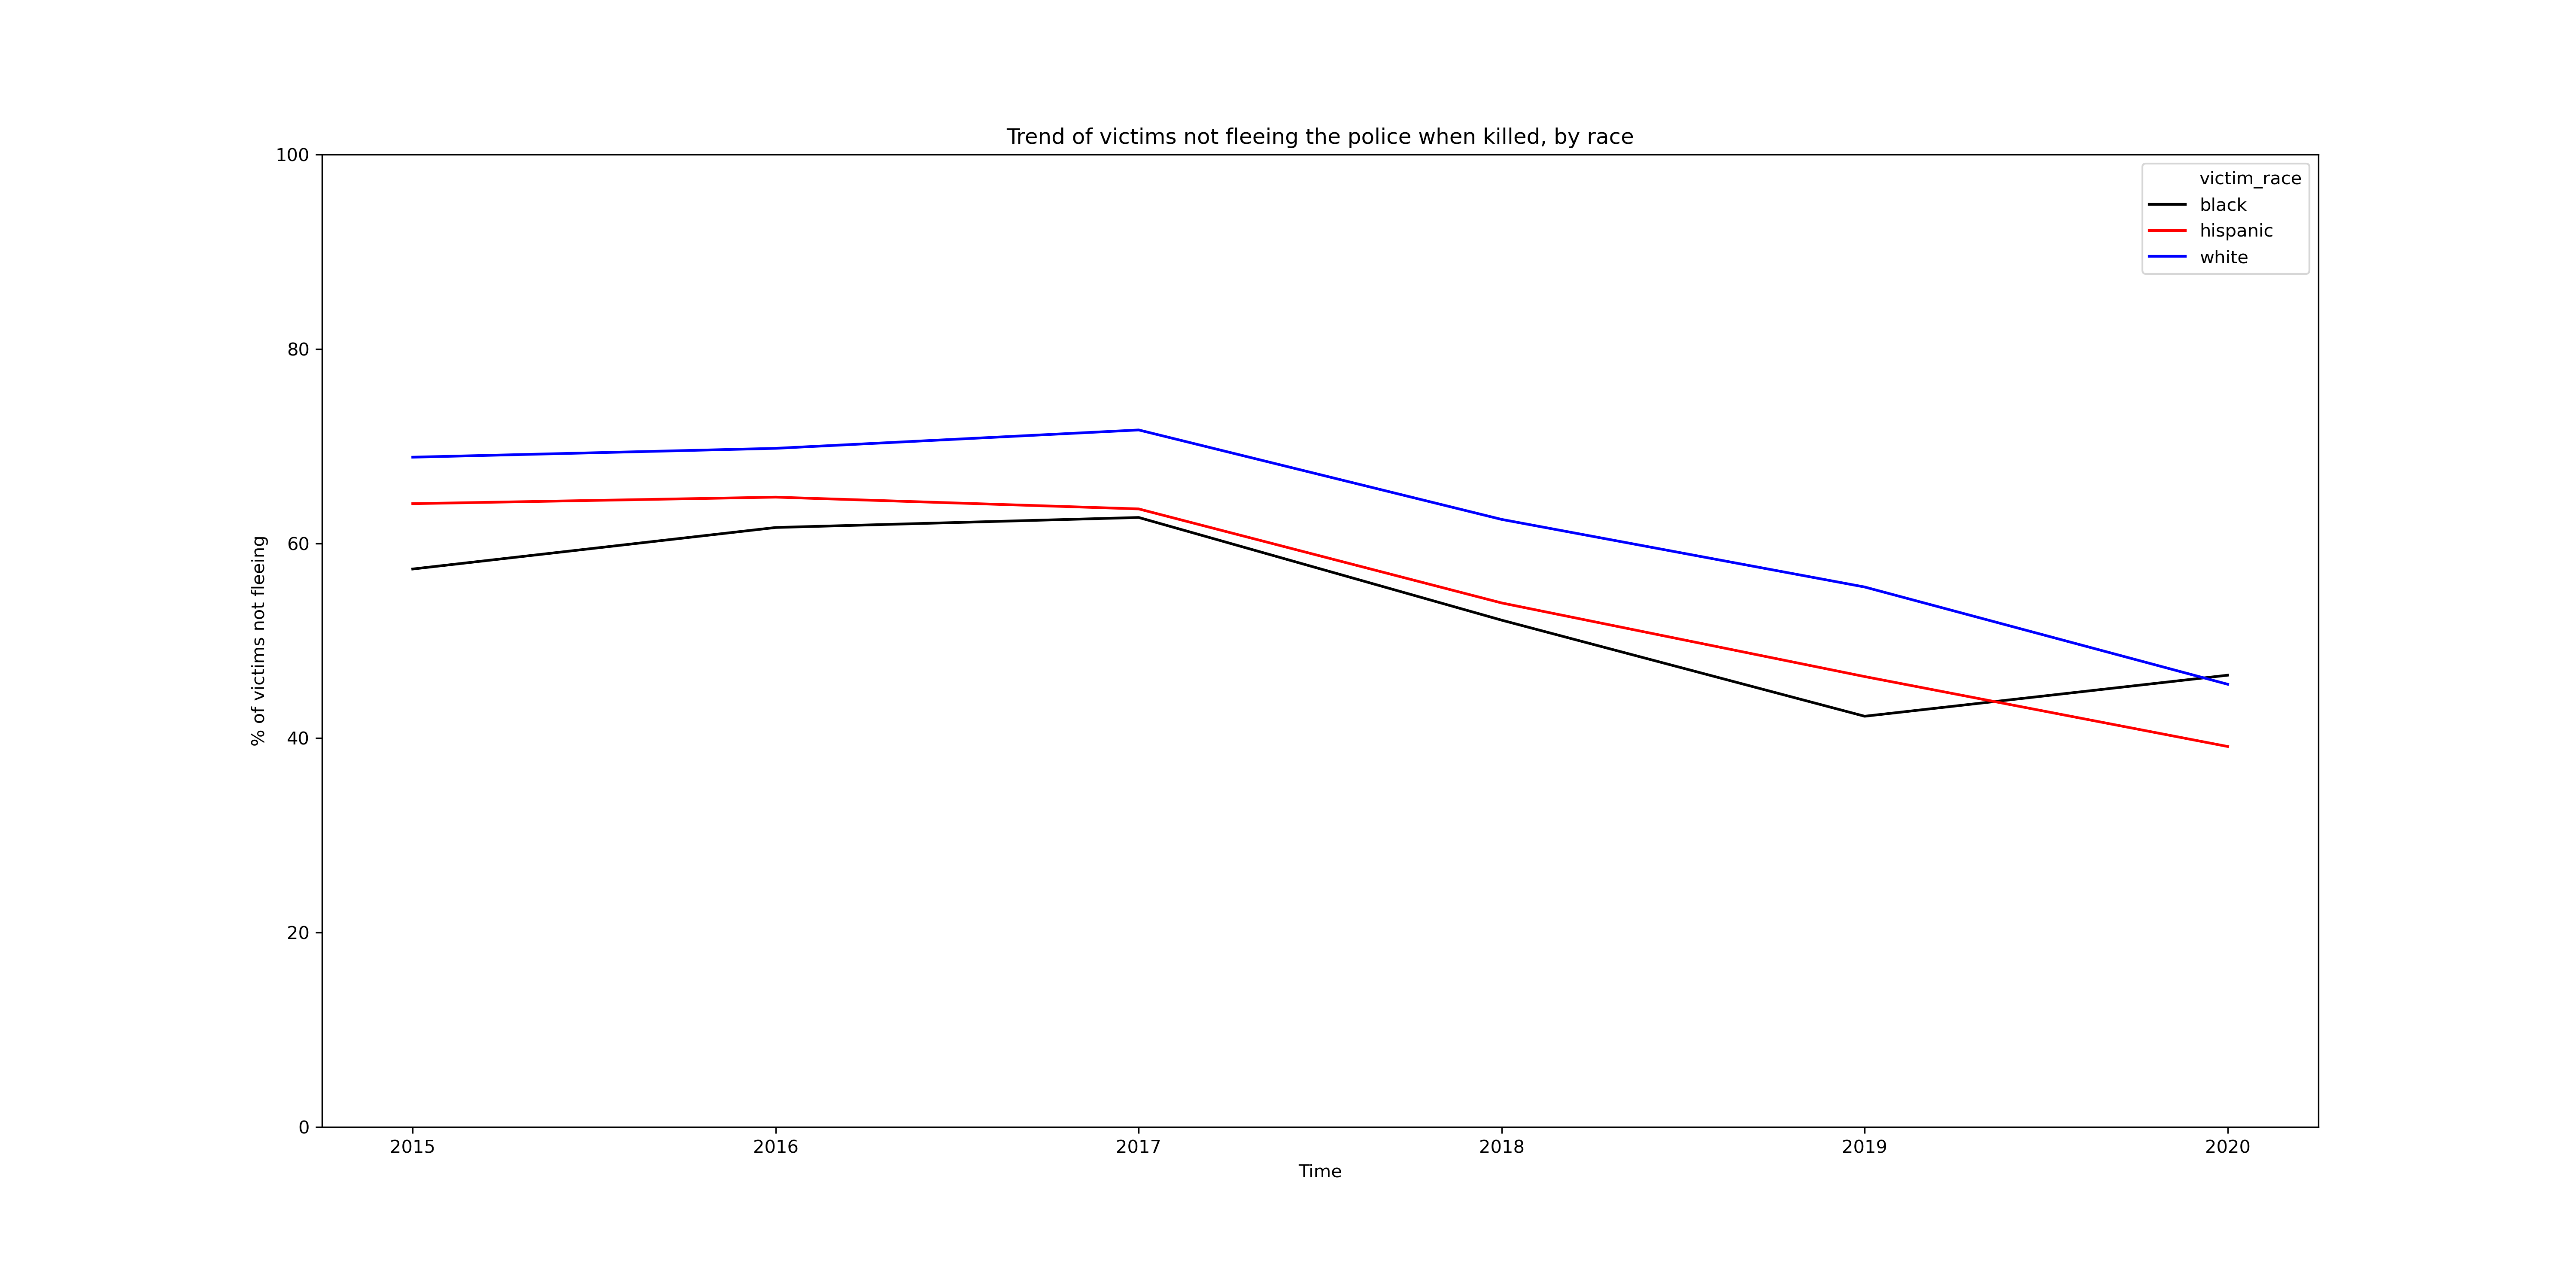 Trend of victims not fleeing the police when killed, by race
100
80
60
40
20
0
% of victims not fleeing
victim_race
black
hispanic
white
2015 2016 2017 2018 2019 2020
Time